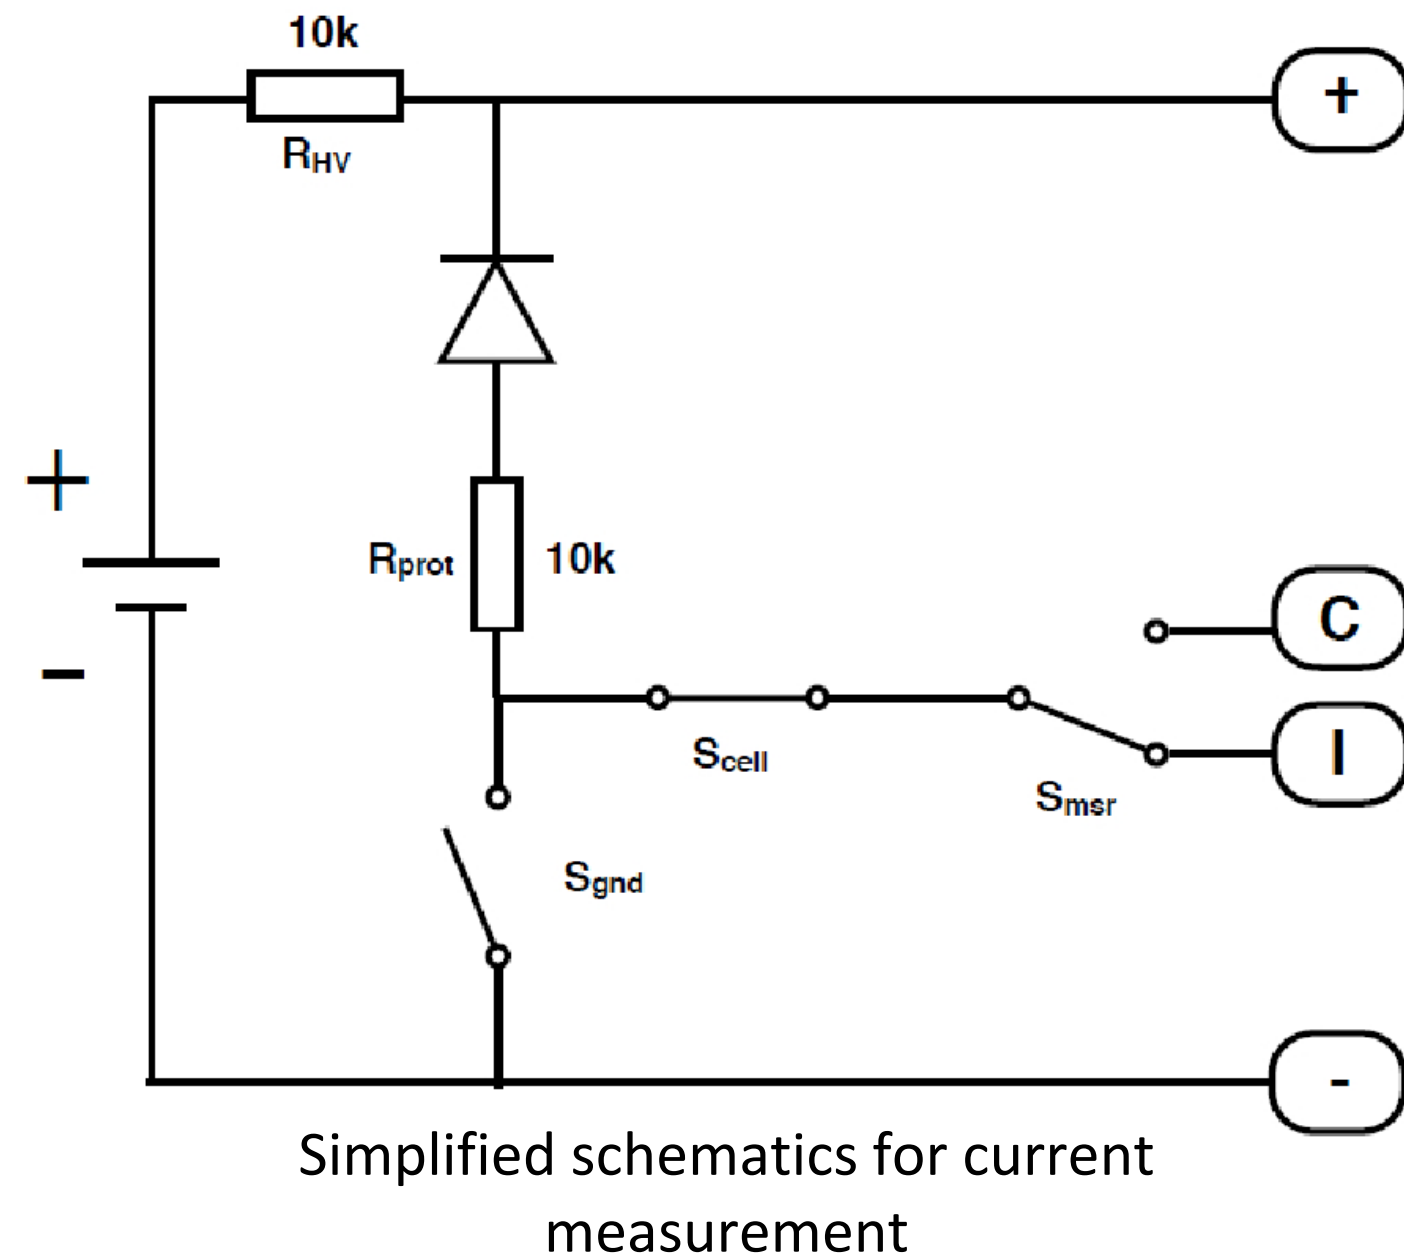 10k
+
RHV
+
Rprot 10k
-
C
Scell
I
Smsr
Sgnd
-
Simplified schematics for current
measurement